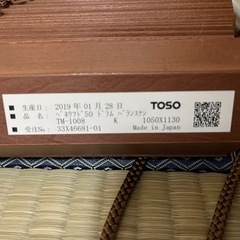 生産日: 2019年01月28日 TOSO
品 名: ﾍﾞﾈｳｯﾄﾞ50 ﾄﾞﾗﾑ ﾊﾞﾗﾝｽﾅｼ
TM-1008 K 1050X1130
受注No: 33X46681-01 Made in Japan